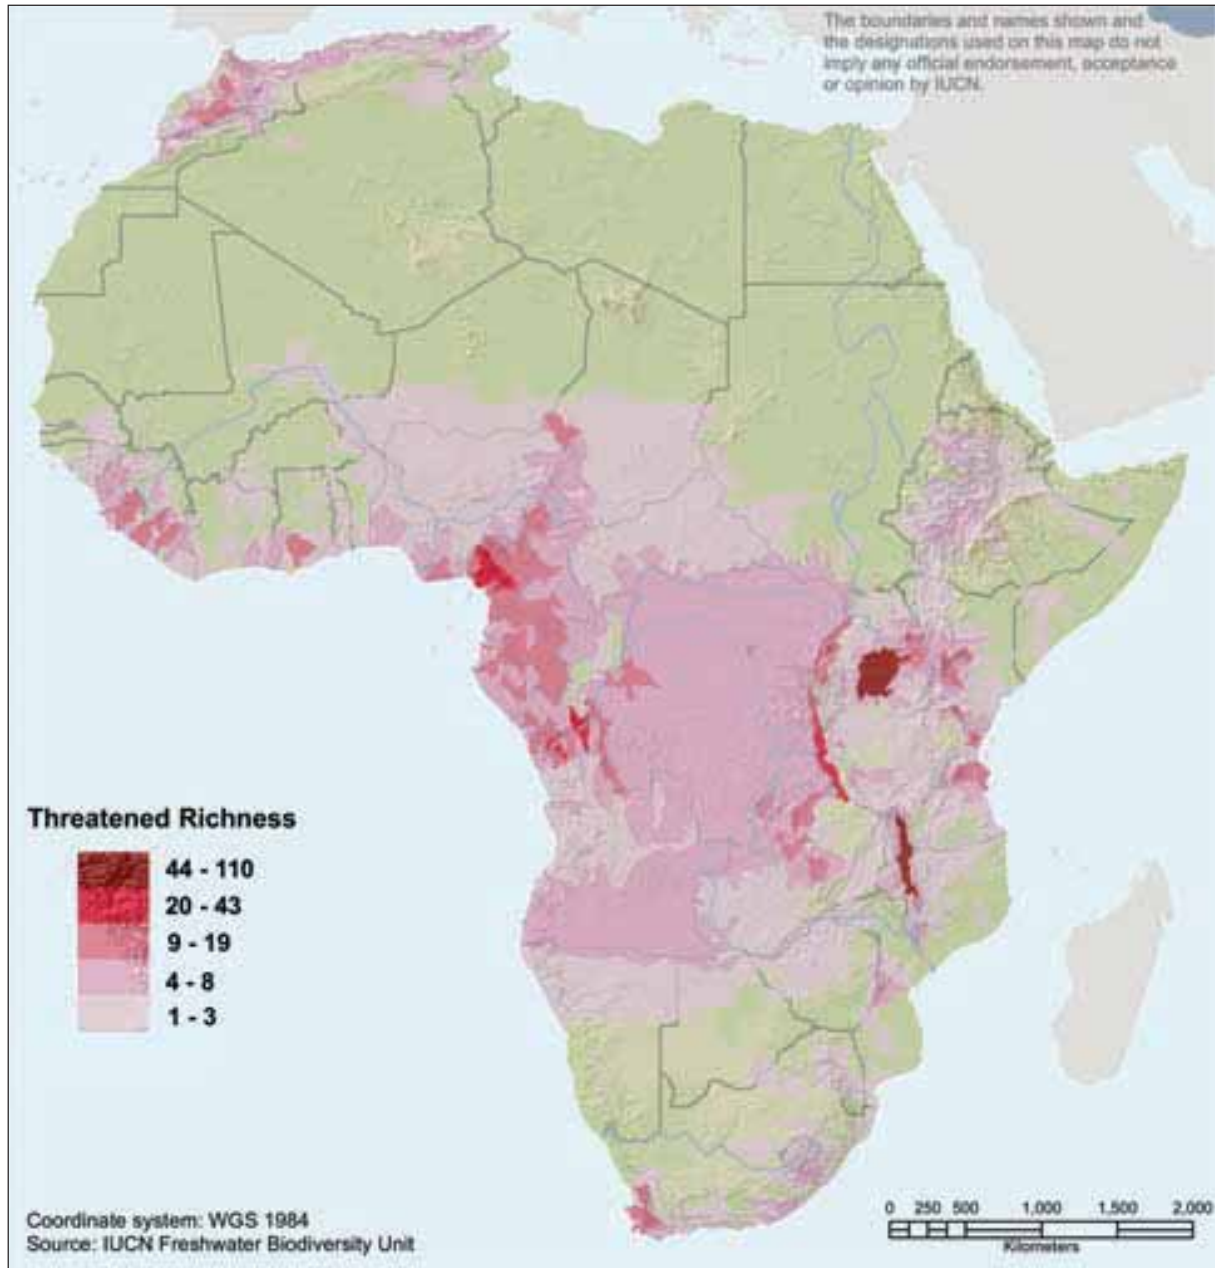 The boundaries and names shown and
the designations used on this map do not
imply any official endorsement, acceptance
or opinion by IUCN.
Threatened Richness
44 - 110
20 - 43
9 - 19
4 - 8
1 - 3
Coordinate system: WGS 1984
Source: IUCN Freshwater Biodiversity Unit
0 250 500 1,000 1,500 2,000
Kilometers